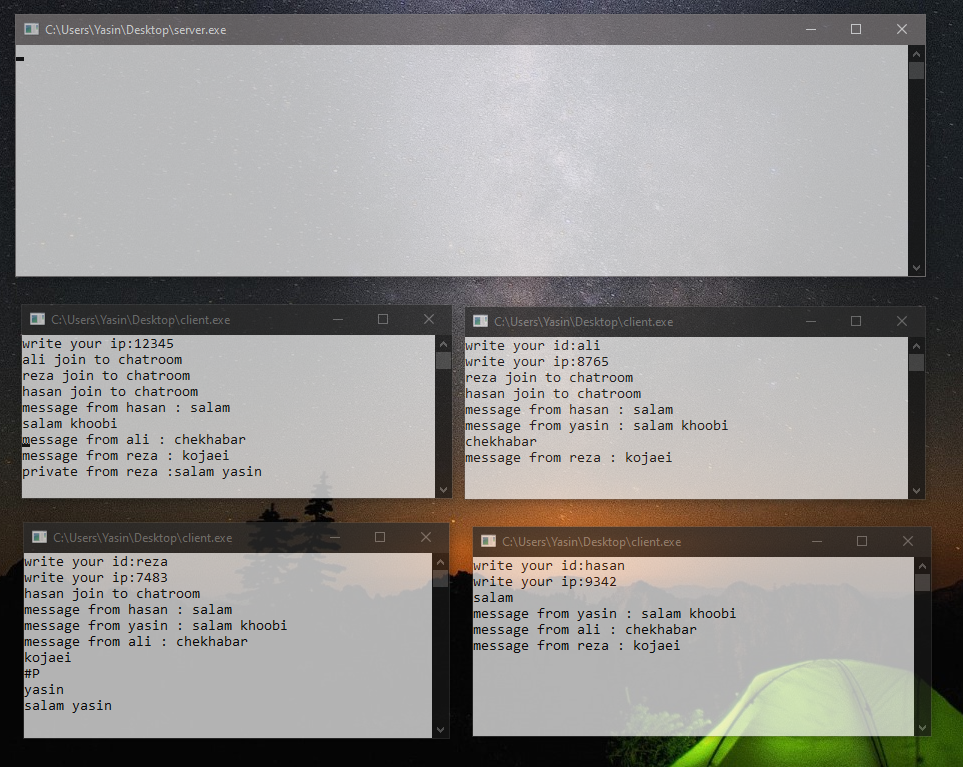 C:\Users\Yasin\Desktop\server.exe
C:\Users\Yasin\Desktop\client.exe
write your ip:12345
ali join to chatroom
reza join to chatroom
hasan join to chatroom
message from hasan : salam
salam khoobi
message from ali : chekhabar
message from reza : kojaei
private from reza :salam yasin
C:\Users\Yasin\Desktop\client.exe
write your id:ali
write your ip:8765
reza join to chatroom
hasan join to chatroom
message from hasan : salam
message from yasin : salam khoobi
chekhabar
message from reza : kojaei
C:\Users\Yasin\Desktop\client.exe
write your id:reza
write your ip:7483
hasan join to chatroom
message from hasan : salam
message from yasin : salam khoobi
message from ali : chekhabar
kojaei
#P
yasin
salam yasin
C:\Users\Yasin\Desktop\client.exe
write your id:hasan
write your ip:9342
salam
message from yasin : salam khoobi
message from ali : chekhabar
message from reza : kojaei